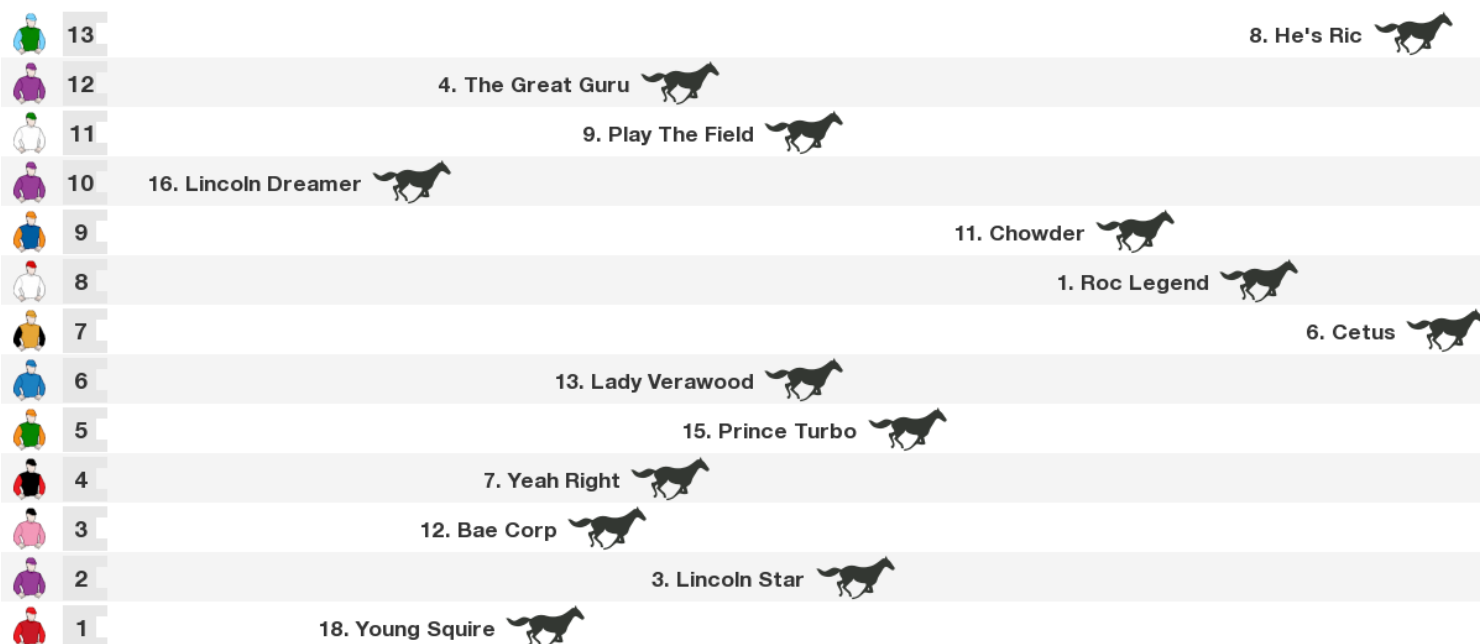 13 8. He's Ric
12 4. The Great Guru
11 9. Play The Field
10 16. Lincoln Dreamer
9 11. Chowder
8 1. Roc Legend
7 6. Cetus
6 13. Lady Verawood
5 15. Prince Turbo
4 7. Yeah Right
3 12. Bae Corp
2 3. Lincoln Star
1 18. Young Squire